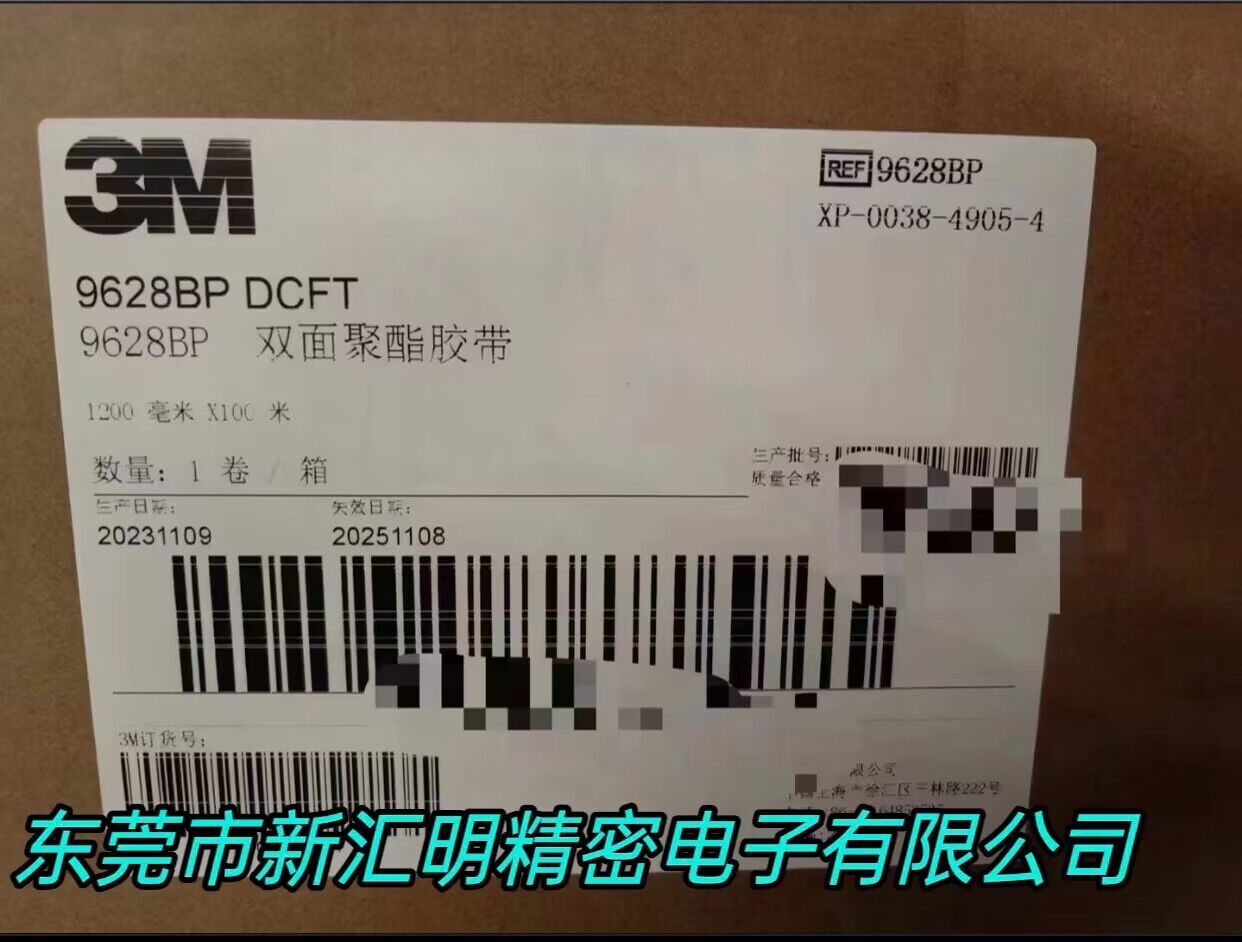 3M
REF 9628BP
XP-0038-4905-4
9628BP DCFT
9628BP 双面聚酯胶带
1200 毫米 X100 米
数量: 1 卷 / 箱
生产批号:
质量合格
生产日期: 失效日期:
20231109 20251108
3M订货号:
限公司
三林路222号
东莞市新汇明精密电子有限公司